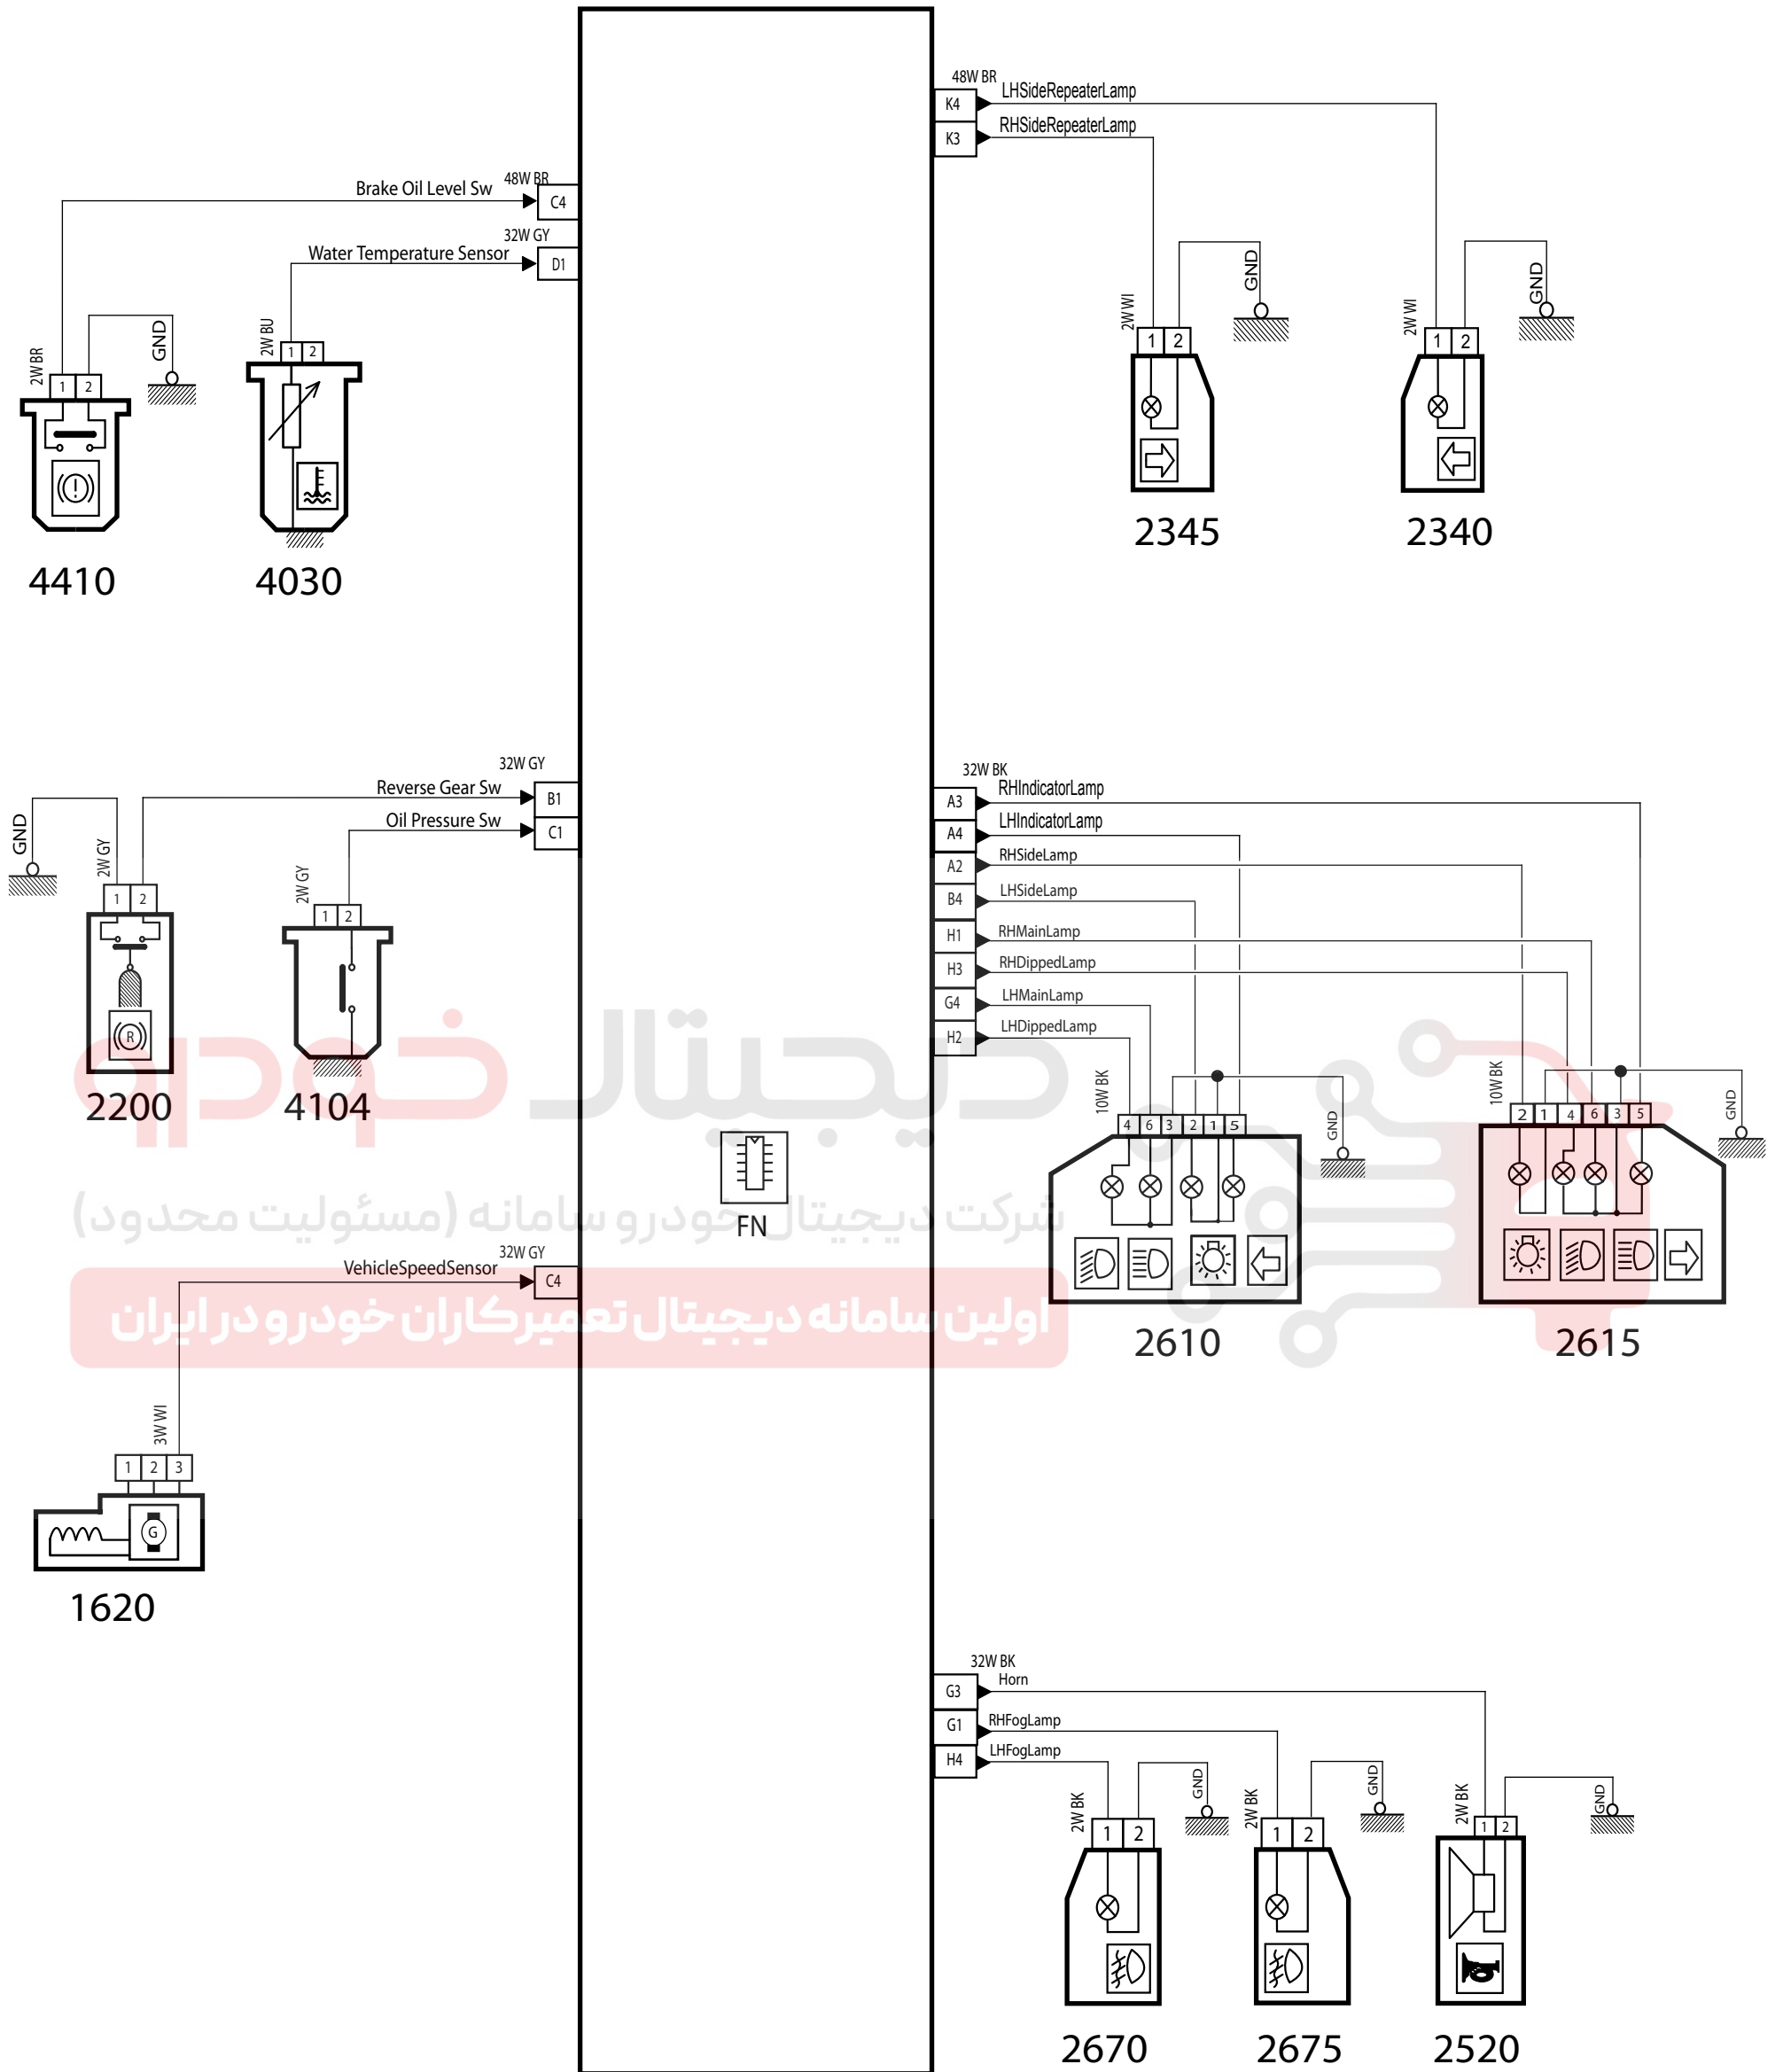 48W BR
K4
LHSideRepeaterLamp
K3
RHSideRepeaterLamp
Brake Oil Level Sw
48W BR
C4
Water Temperature Sensor
32W GY
D1
2W BR
1
2
GND
4410
2W BU
1
2
4030
2W WI
1
2
GND
2345
2W WI
1
2
GND
2340
32W GY
Reverse Gear Sw
B1
Oil Pressure Sw
C1
GND
2W GY
1
2
R
2200
2W GY
1
2
4104
32W BK
A3
RHIndicatorLamp
A4
LHIndicatorLamp
A2
RHSideLamp
B4
LHSideLamp
H1
RHMainLamp
H3
RHDippedLamp
G4
LHMainLamp
H2
LHDippedLamp
10W BK
4
6
3
2
1
5
GND
2610
10W BK
2
1
4
6
3
5
GND
2615
دیجیتال خودرو
شرکت دیجیتال خودرو سامانه (مسئولیت محدود)
اولین سامانه دیجیتال تعمیرکاران خودرو در ایران
FN
32W GY
VehicleSpeedSensor
C4
3W WI
1
2
3
G
1620
32W BK
G3
Horn
G1
RHFogLamp
H4
LHFogLamp
2W BK
1
2
GND
2670
2W BK
1
2
GND
2675
2W BK
1
2
GND
2520